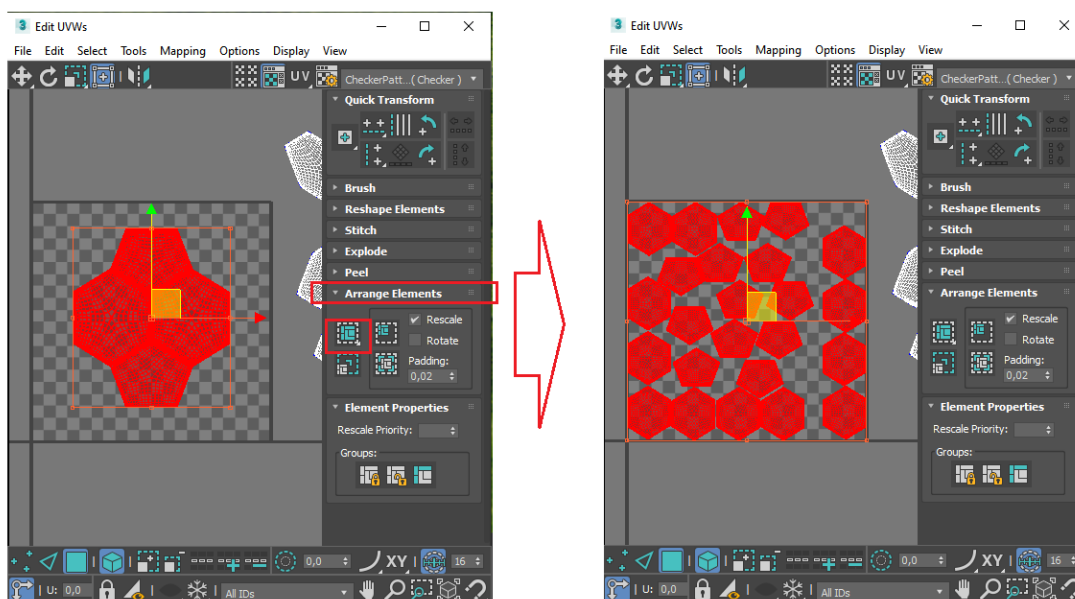 3 Edit UVWs
File Edit Select Tools Mapping Options Display View
UV CheckerPatt...( Checker )
Quick Transform
Brush
Reshape Elements
Stitch
Explode
Peel
Arrange Elements
Rescale
Rotate
Padding:
0,02
Element Properties
Rescale Priority:
Groups:
0,0 XY 16
U: 0,0 All IDs
3 Edit UVWs
File Edit Select Tools Mapping Options Display View
UV CheckerPatt...( Checker )
Quick Transform
Brush
Reshape Elements
Stitch
Explode
Peel
Arrange Elements
Rescale
Rotate
Padding:
0,02
Element Properties
Rescale Priority:
Groups:
0,0 XY 16
U: 0,0 All IDs